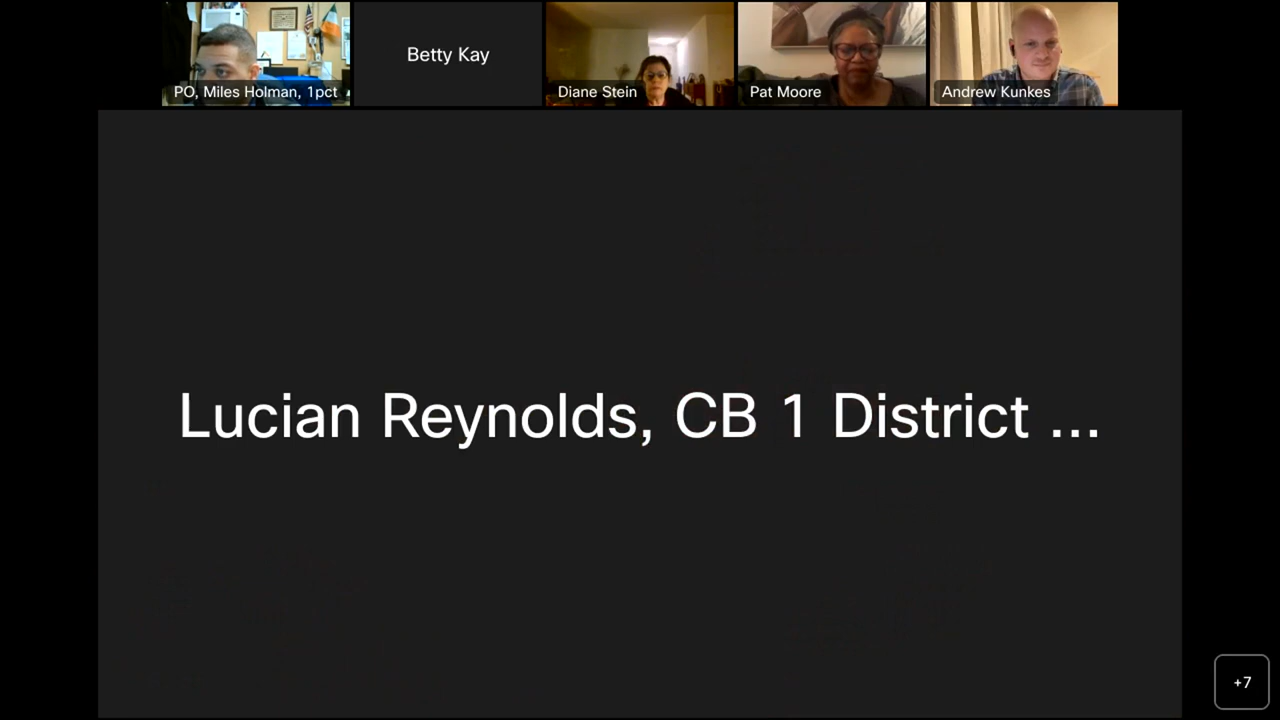 PO, Miles Holman, 1pct
Betty Kay
Diane Stein
Pat Moore
Andrew Kunkes
Lucian Reynolds, CB 1 District ...
+7